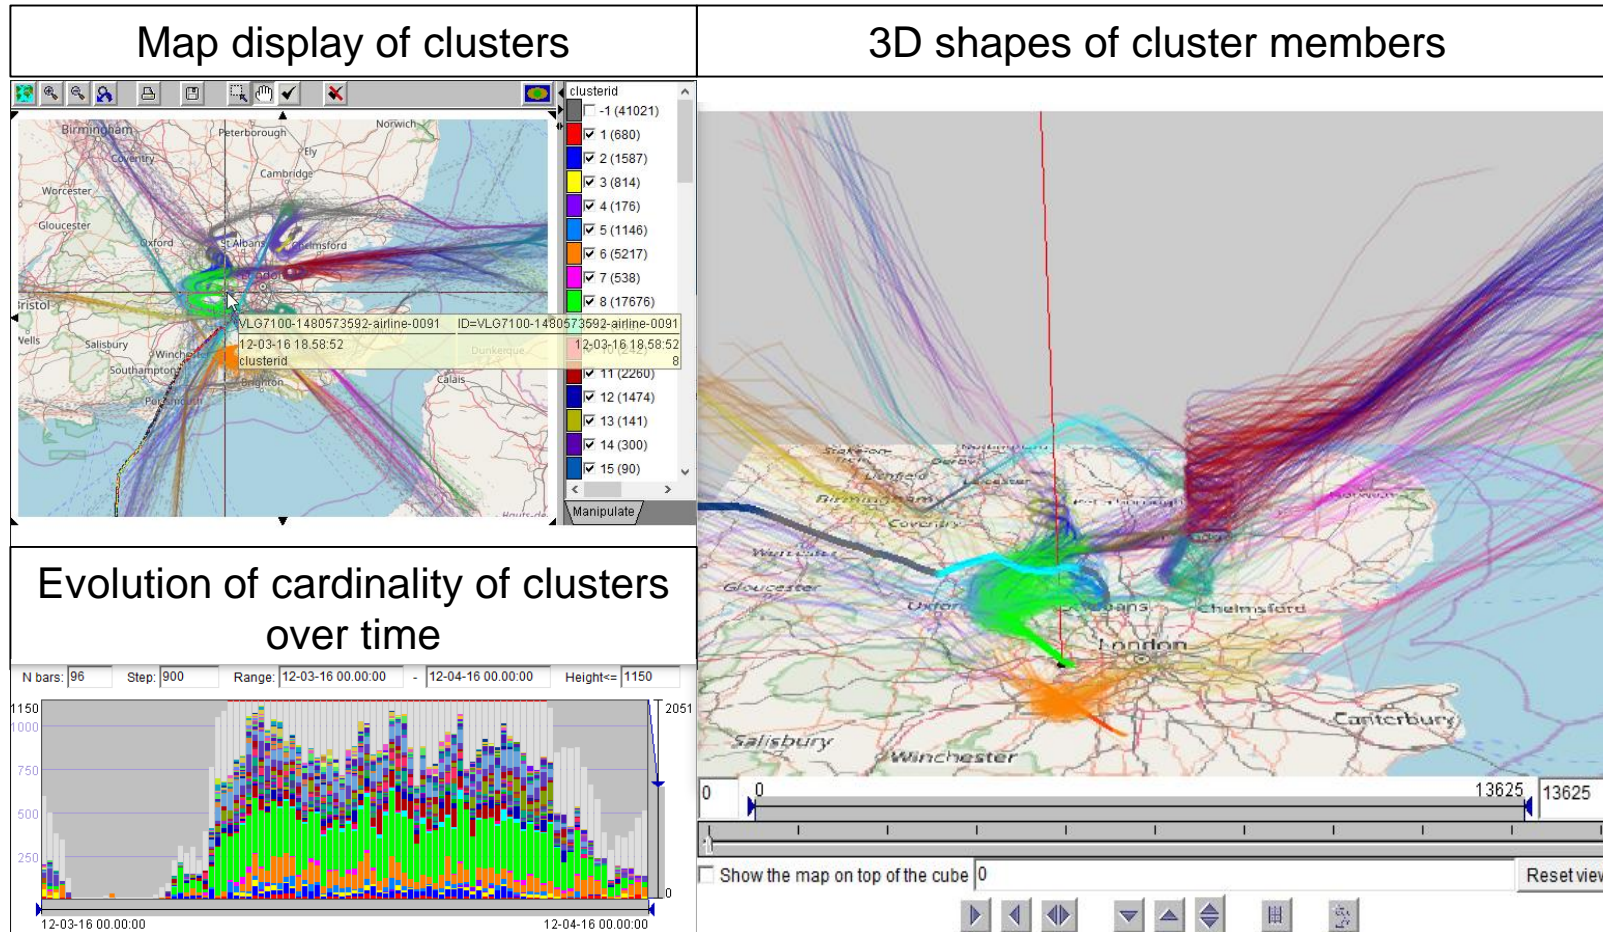 Map display of clusters
3D shapes of cluster members
clusterid
-1 (41021)
1 (680)
2 (1587)
3 (814)
4 (176)
5 (1146)
6 (5217)
7 (538)
8 (17676)
11 (2260)
12 (1474)
13 (141)
14 (300)
15 (90)
Manipulate
Birmingham
Peterborough
Norwich
Coventry
Ely
Cambridge
Worcester
Gloucester
Oxford
St Albans
Chelmsford
Bristol
VLG7100-1480573592-airline-0091 ID=VLG7100-1480573592-airline-0091
12-03-16 18.58:52 12-03-16 18.58:52
clusterid 8
Wells
Salisbury
Winchester
Dunkerque
Southampton
Brighton
Calais
Portsmouth
Evolution of cardinality of clusters
over time
N bars: 96 Step: 900 Range: 12-03-16 00.00:00 - 12-04-16 00.00:00 Height<= 1150
1150
1000
750
500
250
2051
0
12-03-16 00.00:00 12-04-16 00.00:00
Lichfield
Leicester
Birmingham
Coventry
Gloucester
Chelmsford
London
Canterbury
Salisbury
Winchester
0 0 13625 13625
Show the map on top of the cube 0 Reset view